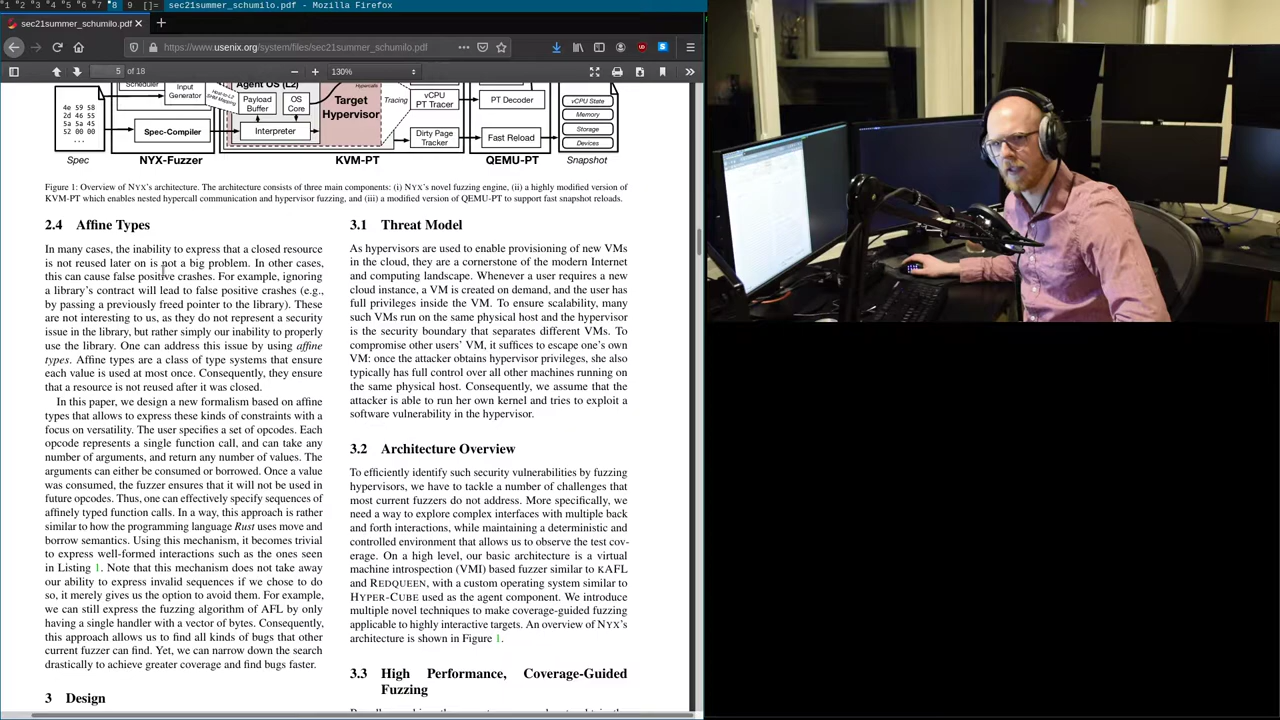 1 2 3 4 5 6 7 8 9 []= sec21summer_schumilo.pdf - Mozilla Firefox
sec21summer_schumilo.pdf
https://www.usenix.org/system/files/sec21summer_schumilo.pdf
5 of 18
130%
Scheduler
Input
Generator
Host-to-L2
SHM Mapping
Agent OS (L2)
Payload
Buffer
OS
Core
Interpreter
Target
Hypervisor
Hypercalls
Tracing
vCPU
PT Tracer
Dirty Page
Tracker
PT Decoder
Fast Reload
vCPU State
Memory
Storage
Devices
4e 59 58
2d 46 55
5a 5a 45
52 00 00
...
Spec-Compiler
Spec
NYX-Fuzzer
KVM-PT
QEMU-PT
Snapshot
Figure 1: Overview of NYX's architecture. The architecture consists of three main components: (i) NYX's novel fuzzing engine, (ii) a highly modified version of
KVM-PT which enables nested hypercall communication and hypervisor fuzzing, and (iii) a modified version of QEMU-PT to support fast snapshot reloads.
2.4 Affine Types
In many cases, the inability to express that a closed resource
is not reused later on is not a big problem. In other cases,
this can cause false positive crashes. For example, ignoring
a library's contract will lead to false positive crashes (e.g.,
by passing a previously freed pointer to the library). These
are not interesting to us, as they do not represent a security
issue in the library, but rather simply our inability to properly
use the library. One can address this issue by using affine
types. Affine types are a class of type systems that ensure
each value is used at most once. Consequently, they ensure
that a resource is not reused after it was closed.
In this paper, we design a new formalism based on affine
types that allows to express these kinds of constraints with a
focus on versatility. The user specifies a set of opcodes. Each
opcode represents a single function call, and can take any
number of arguments, and return any number of values. The
arguments can either be consumed or borrowed. Once a value
was consumed, the fuzzer ensures that it will not be used in
future opcodes. Thus, one can effectively specify sequences of
affinely typed function calls. In a way, this approach is rather
similar to how the programming language Rust uses move and
borrow semantics. Using this mechanism, it becomes trivial
to express well-formed interactions such as the ones seen
in Listing 1. Note that this mechanism does not take away
our ability to express invalid sequences if we chose to do
so, it merely gives us the option to avoid them. For example,
we can still express the fuzzing algorithm of AFL by only
having a single handler with a vector of bytes. Consequently,
this approach allows us to find all kinds of bugs that other
current fuzzer can find. Yet, we can narrow down the search
drastically to achieve greater coverage and find bugs faster.
3 Design
3.1 Threat Model
As hypervisors are used to enable provisioning of new VMs
in the cloud, they are a cornerstone of the modern Internet
and computing landscape. Whenever a user requires a new
cloud instance, a VM is created on demand, and the user has
full privileges inside the VM. To ensure scalability, many
such VMs run on the same physical host and the hypervisor
is the security boundary that separates different VMs. To
compromise other users' VM, it suffices to escape one's own
VM: once the attacker obtains hypervisor privileges, she also
typically has full control over all other machines running on
the same physical host. Consequently, we assume that the
attacker is able to run her own kernel and tries to exploit a
software vulnerability in the hypervisor.
3.2 Architecture Overview
To efficiently identify such security vulnerabilities by fuzzing
hypervisors, we have to tackle a number of challenges that
most current fuzzers do not address. More specifically, we
need a way to explore complex interfaces with multiple back
and forth interactions, while maintaining a deterministic and
controlled environment that allows us to observe the test cov-
erage. On a high level, our basic architecture is a virtual
machine introspection (VMI) based fuzzer similar to KAFL
and REDQUEEN, with a custom operating system similar to
HYPER-CUBE used as the agent component. We introduce
multiple novel techniques to make coverage-guided fuzzing
applicable to highly interactive targets. An overview of NYX's
architecture is shown in Figure 1.
3.3 High Performance, Coverage-Guided
Fuzzing